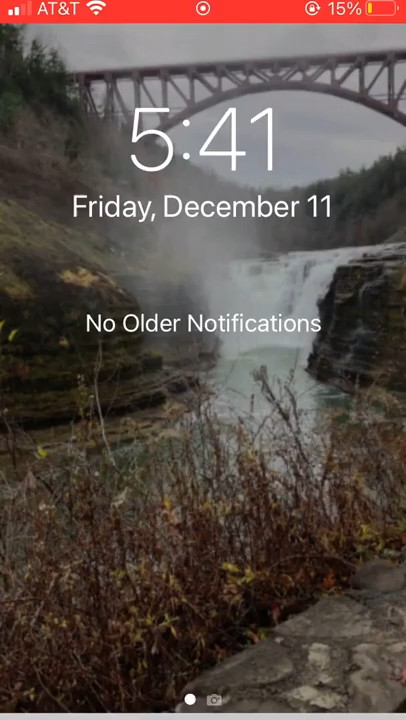 AT&T 15%
5:41
Friday, December 11
No Older Notifications